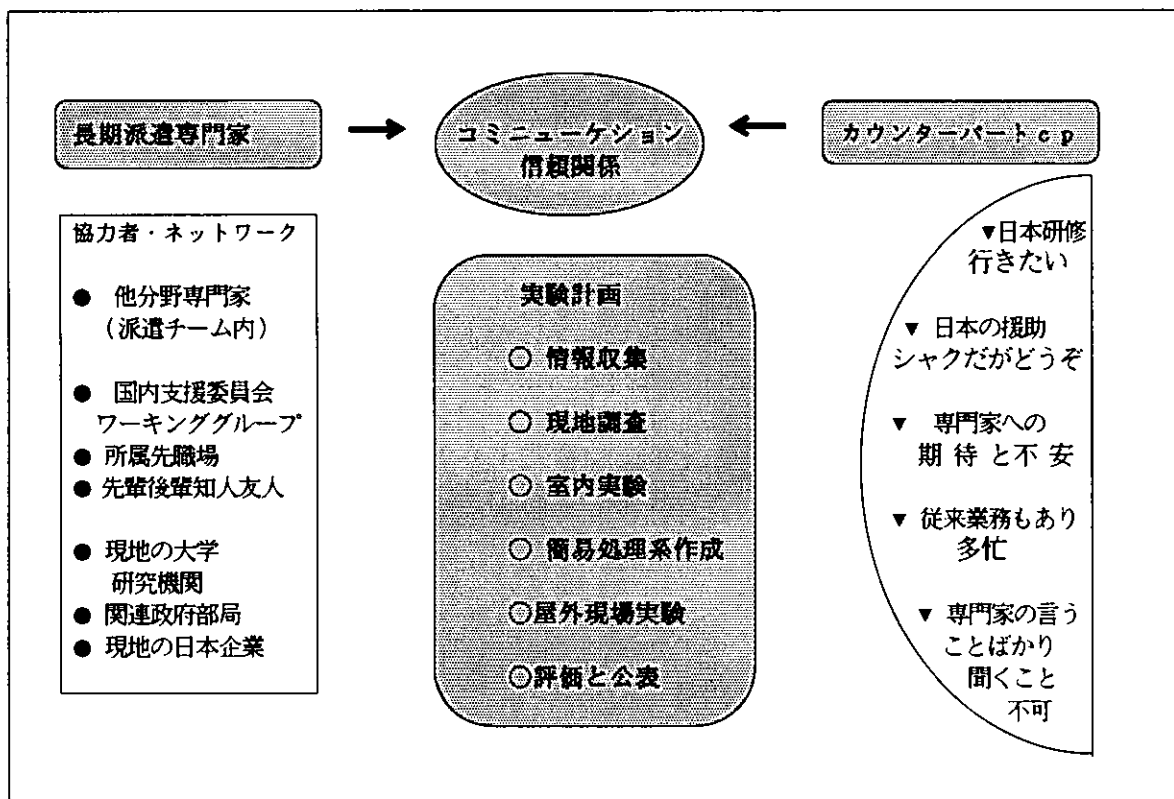 長期派遣専門家
コミニューケション
信頼関係
カウンターパートcp
協力者・ネットワーク
● 他分野専門家
(派遣チーム内)
● 国内支援委員会
ワーキンググループ
● 所属先職場
● 先輩後輩知人友人
● 現地の大学
研究機関
● 関連政府部局
● 現地の日本企業
実験計画
○ 情報収集
○ 現地調査
○ 室内実験
○ 簡易処理系作成
○屋外現場実験
○評価と公表
▼日本研修
行きたい
▼ 日本の援助
シャクだがどうぞ
▼ 専門家への
期 待 と 不 安
▼ 従来業務もあり
多忙
▼ 専門家の言う
ことばかり
聞くこと
不可